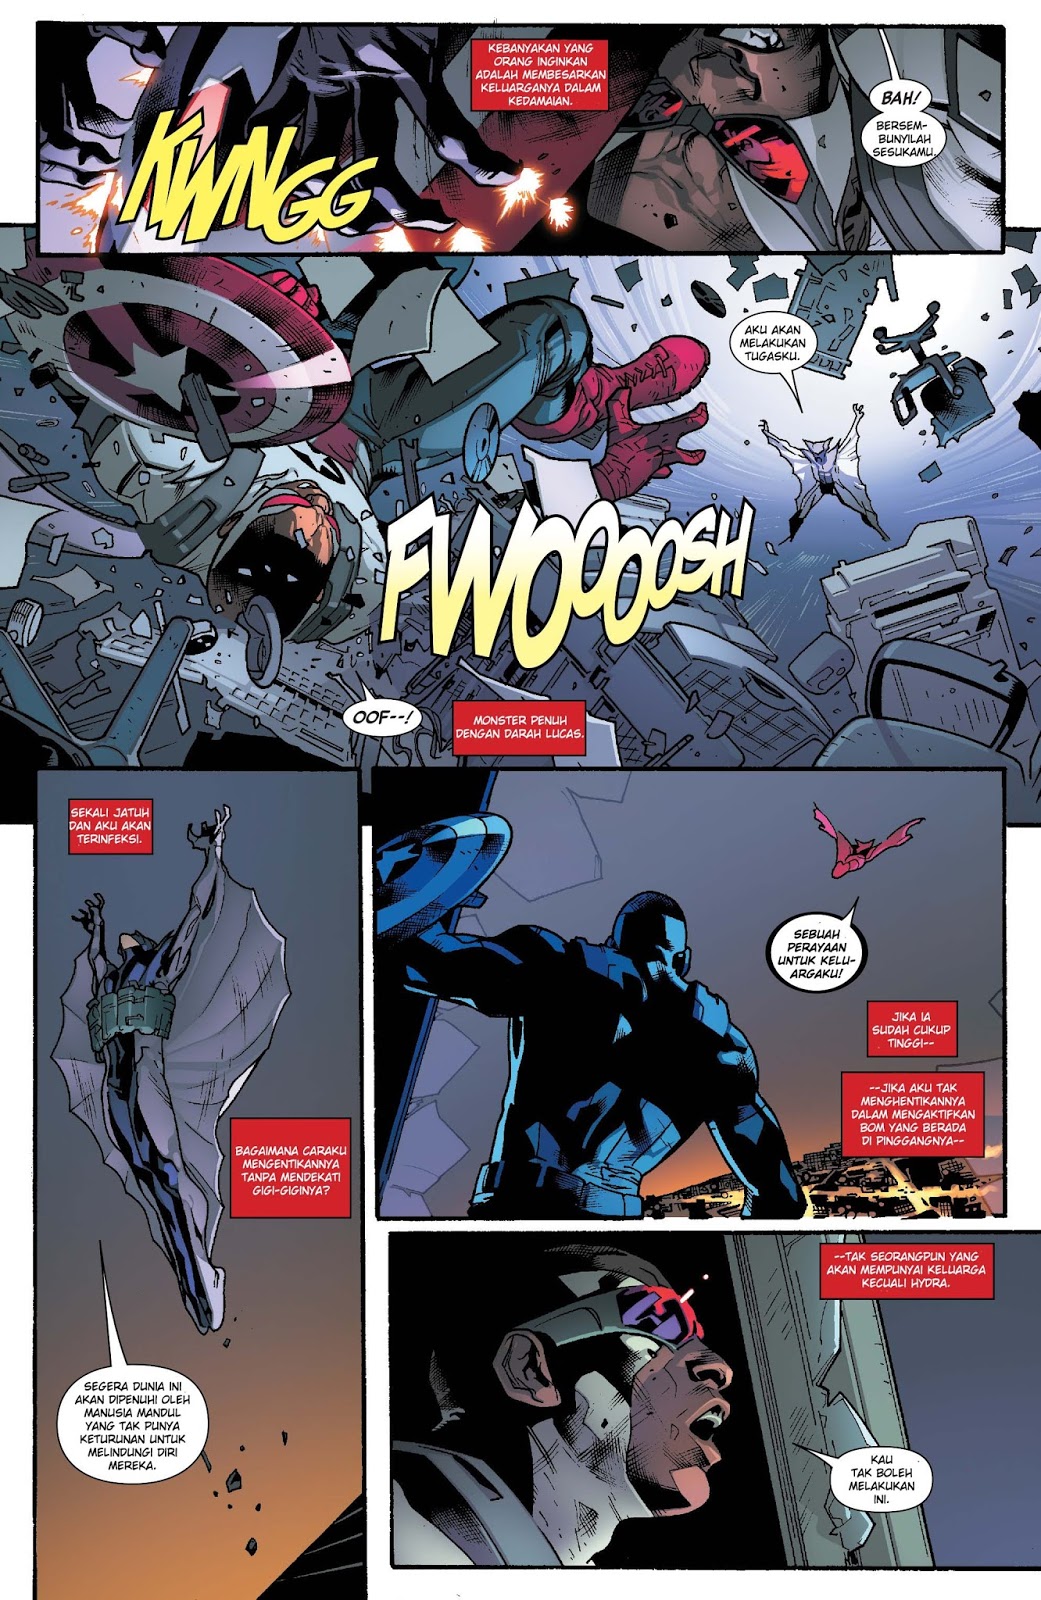 KEBANYAKAN YANG
ORANG INGINKAN
ADALAH MEMBESARKAN
KELUARGANYA DALAM
KEDAMAIAN.
BAH!
BERSEM-
BUNYILAH
SESUKAMU.
KWNGG
AKU AKAN
MELAKUKAN
TUGASKU.
FWOOOOSH
OOF--!
MONSTER PENUH
DENGAN DARAH LUCAS.
SEKALI JATUH
DAN AKU AKAN
TERINFEKSI.
BAGAIMANA CARAKU
MENGENTIKANNYA
TANPA MENDEKATI
GIGI-GIGINYA?
SEGERA DUNIA INI
AKAN DIPENUHI OLEH
MANUSIA MANDUL
YANG TAK PUNYA
KETURUNAN UNTUK
MELINDUNGI DIRI
MEREKA.
SEBUAH
PERAYAAN
UNTUK KELU-
ARGAKU!
JIKA IA
SUDAH CUKUP
TINGGI--
--JIKA AKU TAK
MENGHENTIKANNYA
DALAM MENGAKTIFKAN
BOM YANG BERADA
DI PINGGANGNYA--
--TAK SEORANGPUN YANG
AKAN MEMPUNYAI KELUARGA
KECUALI HYDRA.
KAU
TAK BOLEH
MELAKUKAN
INI.